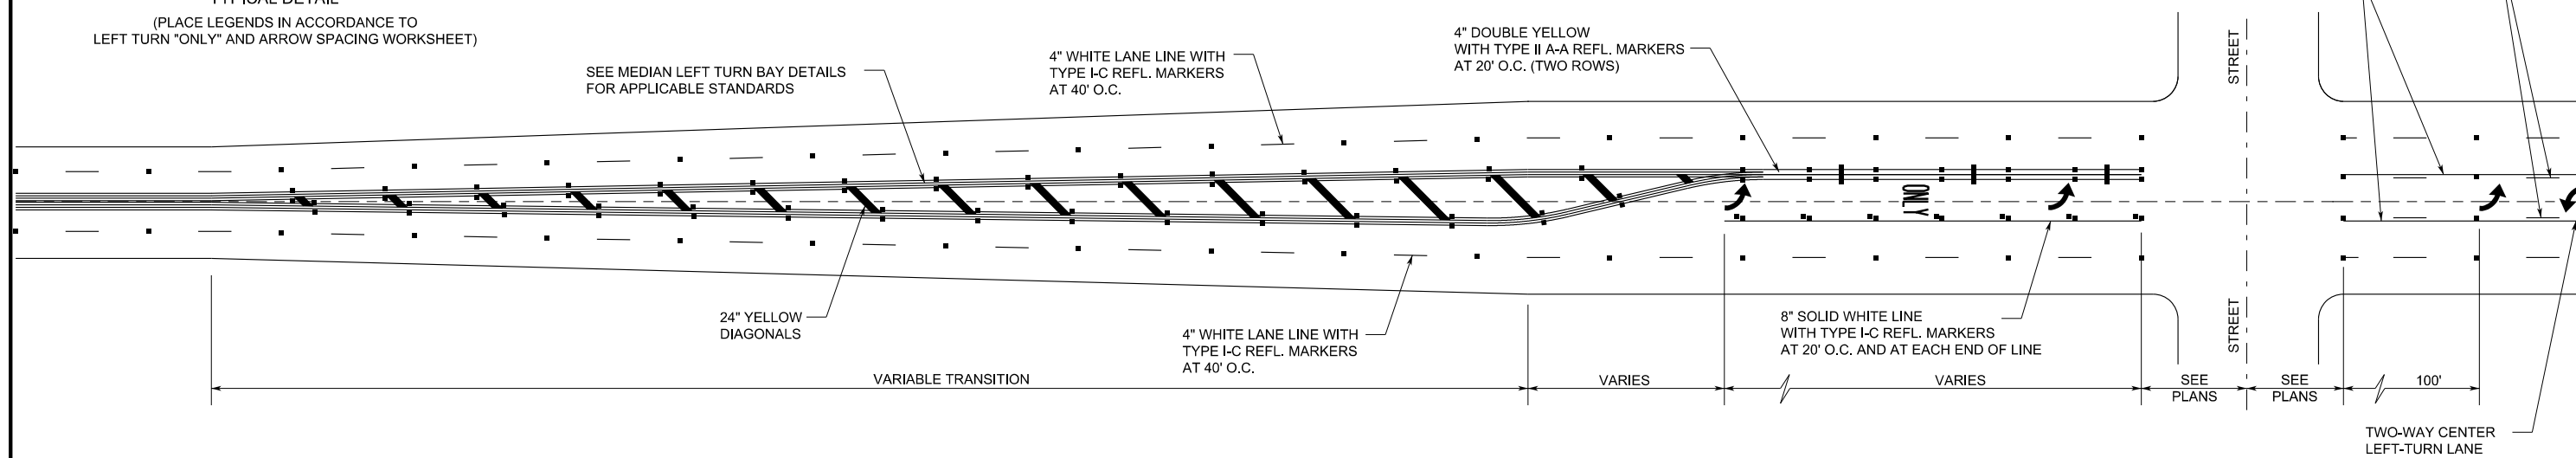 (PLACE LEGENDS IN ACCORDANCE TO
LEFT TURN "ONLY" AND ARROW SPACING WORKSHEET)
SEE MEDIAN LEFT TURN BAY DETAILS
FOR APPLICABLE STANDARDS
4" WHITE LANE LINE WITH
TYPE I-C REFL. MARKERS
AT 40' O.C.
4" DOUBLE YELLOW
WITH TYPE II A-A REFL. MARKERS
AT 20' O.C. (TWO ROWS)
STREET
ONLY
24" YELLOW
DIAGONALS
4" WHITE LANE LINE WITH
TYPE I-C REFL. MARKERS
AT 40' O.C.
8" SOLID WHITE LINE
WITH TYPE I-C REFL. MARKERS
AT 20' O.C. AND AT EACH END OF LINE
STREET
VARIABLE TRANSITION
VARIES
VARIES
SEE
PLANS
SEE
PLANS
100'
TWO-WAY CENTER
LEFT-TURN LANE